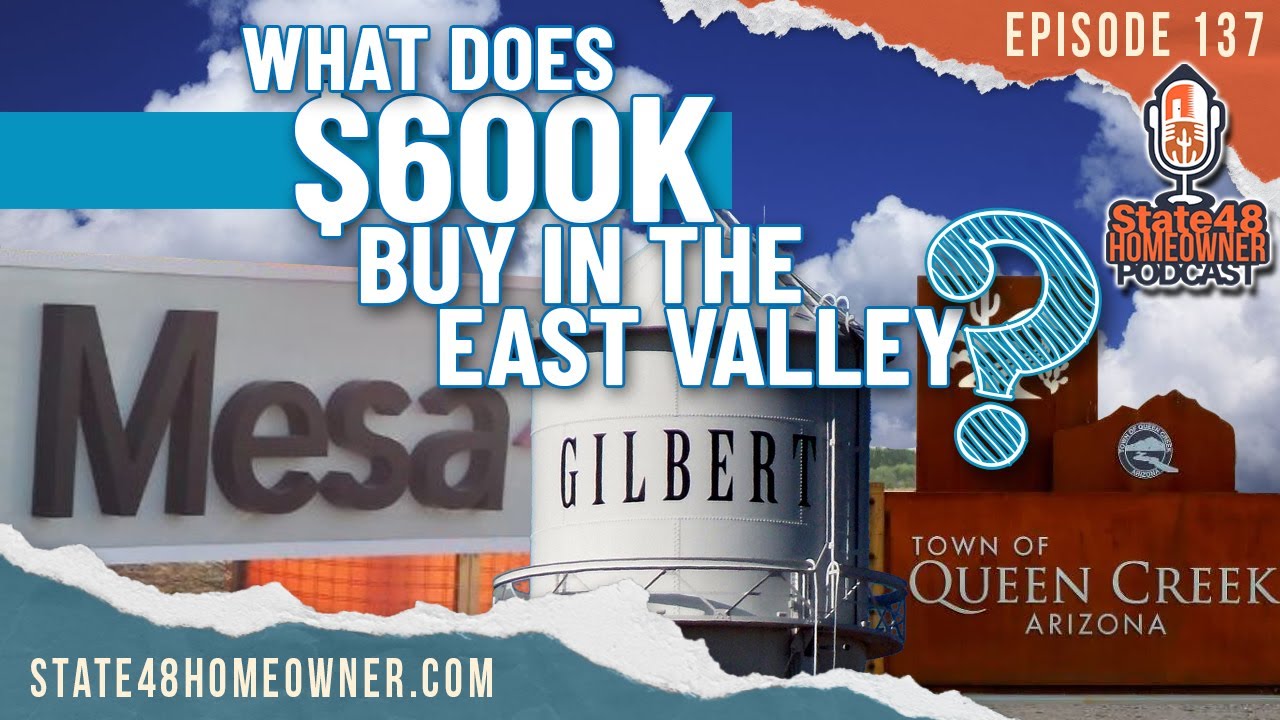 EPISODE 137
WHAT DOES
$600K
BUY IN THE
EAST VALLEY?
State48
HOMEOWNER
PODCAST
Mesa
GILBERT
TOWN OF QUEEN CREEK
ARIZONA
TOWN OF
QUEEN CREEK
ARIZONA
STATE48HOMEOWNER.COM